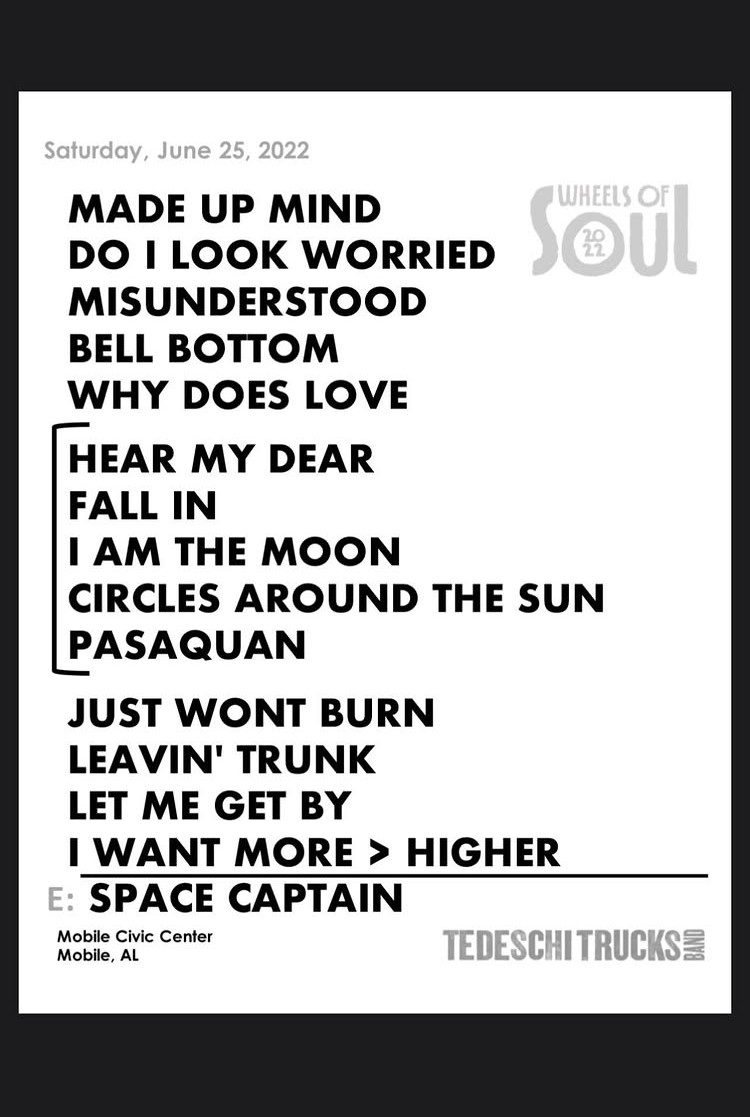 Saturday, June 25, 2022
WHEELS OF
SOUL
20
22
MADE UP MIND
DO I LOOK WORRIED
MISUNDERSTOOD
BELL BOTTOM
WHY DOES LOVE
HEAR MY DEAR
FALL IN
I AM THE MOON
CIRCLES AROUND THE SUN
PASAQUAN
JUST WONT BURN
LEAVIN' TRUNK
LET ME GET BY
I WANT MORE > HIGHER
E: SPACE CAPTAIN
Mobile Civic Center
Mobile, AL
TEDESCHI TRUCKS BAND